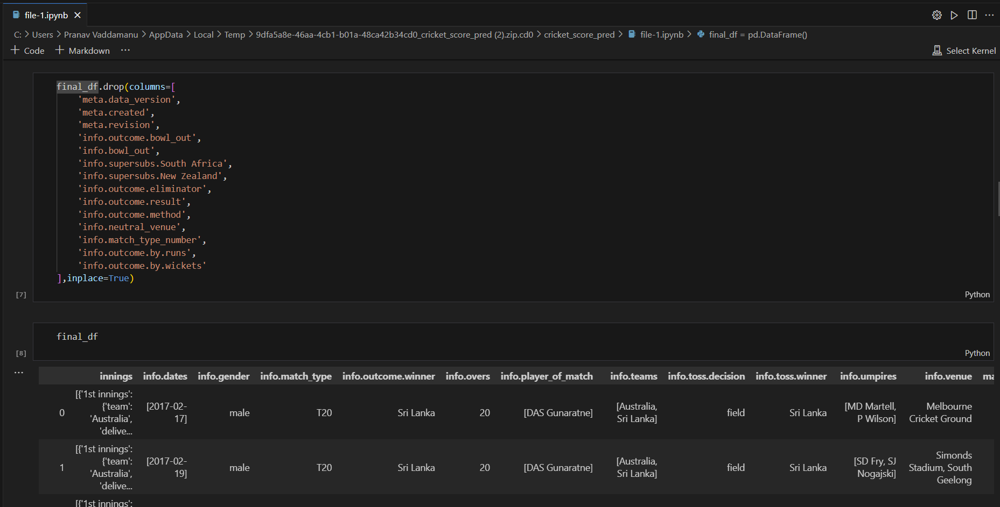 file-1.ipynb
C: > Users > Pranav Vaddamanu > AppData > Local > Temp > 9dfa5a8e-46aa-4cb1-b01a-48ca42b34cd0_cricket_score_pred (2).zip.cd0 > cricket_score_pred > file-1.ipynb > final_df = pd.DataFrame()
+ Code + Markdown ... Select Kernel
final_df.drop(columns=[
'meta.data_version',
'meta.created',
'meta.revision',
'info.outcome.bowl_out',
'info.bowl_out',
'info.supersubs.South Africa',
'info.supersubs.New Zealand',
'info.outcome.eliminator',
'info.outcome.result',
'info.outcome.method',
'info.neutral_venue',
'info.match_type_number',
'info.outcome.by.runs',
'info.outcome.by.wickets'
],inplace=True)
[7] Python
final_df
[8] Python
innings info.dates info.gender info.match_type info.outcome.winner info.overs info.player_of_match info.teams info.toss.decision info.toss.winner info.umpires info.venue ma
0 [{'1st innings': {'team': 'Australia', 'delive... [2017-02-17] male T20 Sri Lanka 20 [DAS Gunaratne] [Australia, Sri Lanka] field Sri Lanka [MD Martell, P Wilson] Melbourne Cricket Ground
1 [{'1st innings': {'team': 'Australia', 'delive... [2017-02-19] male T20 Sri Lanka 20 [DAS Gunaratne] [Australia, Sri Lanka] field Sri Lanka [SD Fry, SJ Nogajski] Simonds Stadium, South Geelong
[{'1st innings':